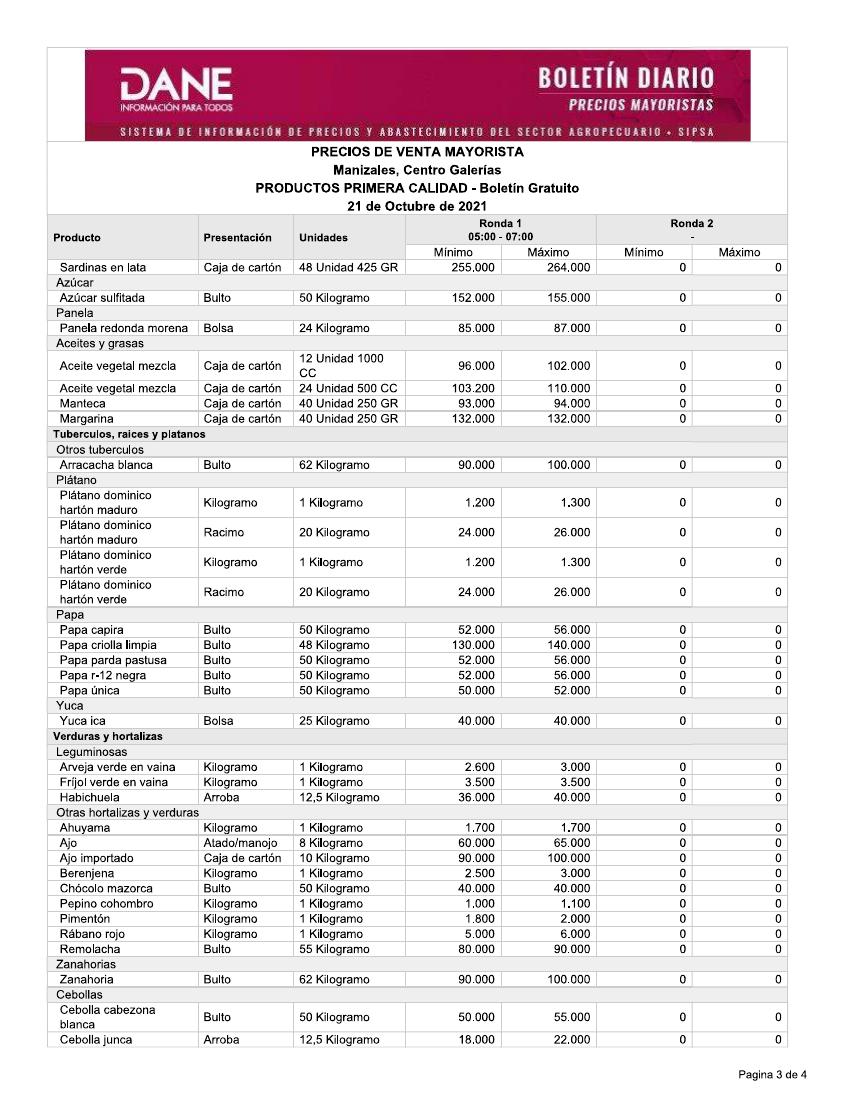 DANE
INFORMACIÓN PARA TODOS
BOLETÍN DIARIO
PRECIOS MAYORISTAS
SISTEMA DE INFORMACIÓN DE PRECIOS Y ABASTECIMIENTO DEL SECTOR AGROPECUARIO • SIPSA
PRECIOS DE VENTA MAYORISTA
Manizales, Centro Galerías
PRODUCTOS PRIMERA CALIDAD - Boletín Gratuito
21 de Octubre de 2021
Producto Presentación Unidades Ronda 1 Ronda 2
05:00 - 07:00 -
Mínimo Máximo Mínimo Máximo
Sardinas en lata Caja de cartón 48 Unidad 425 GR 255.000 264.000 0 0
Azúcar
Azúcar sulfitada Bulto 50 Kilogramo 152.000 155.000 0 0
Panela
Panela redonda morena Bolsa 24 Kilogramo 85.000 87.000 0 0
Aceites y grasas
Aceite vegetal mezcla Caja de cartón 12 Unidad 1000
CC 96.000 102.000 0 0
Aceite vegetal mezcla Caja de cartón 24 Unidad 500 CC 103.200 110.000 0 0
Manteca Caja de cartón 40 Unidad 250 GR 93.000 94.000 0 0
Margarina Caja de cartón 40 Unidad 250 GR 132.000 132.000 0 0
Tuberculos, raices y platanos
Otros tuberculos
Arracacha blanca Bulto 62 Kilogramo 90.000 100.000 0 0
Plátano
Plátano dominico
hartón maduro Kilogramo 1 Kilogramo 1.200 1.300 0 0
Plátano dominico
hartón maduro Racimo 20 Kilogramo 24.000 26.000 0 0
Plátano dominico
hartón verde Kilogramo 1 Kilogramo 1.200 1.300 0 0
Plátano dominico
hartón verde Racimo 20 Kilogramo 24.000 26.000 0 0
Papa
Papa capira Bulto 50 Kilogramo 52.000 56.000 0 0
Papa criolla limpia Bulto 48 Kilogramo 130.000 140.000 0 0
Papa parda pastusa Bulto 50 Kilogramo 52.000 56.000 0 0
Papa r-12 negra Bulto 50 Kilogramo 52.000 56.000 0 0
Papa única Bulto 50 Kilogramo 50.000 52.000 0 0
Yuca
Yuca ica Bolsa 25 Kilogramo 40.000 40.000 0 0
Verduras y hortalizas
Leguminosas
Arveja verde en vaina Kilogramo 1 Kilogramo 2.600 3.000 0 0
Fríjol verde en vaina Kilogramo 1 Kilogramo 3.500 3.500 0 0
Habichuela Arroba 12,5 Kilogramo 36.000 40.000 0 0
Otras hortalizas y verduras
Ahuyama Kilogramo 1 Kilogramo 1.700 1.700 0 0
Ajo Atado/manojo 8 Kilogramo 60.000 65.000 0 0
Ajo importado Caja de cartón 10 Kilogramo 90.000 100.000 0 0
Berenjena Kilogramo 1 Kilogramo 2.500 3.000 0 0
Chócolo mazorca Bulto 50 Kilogramo 40.000 40.000 0 0
Pepino cohombro Kilogramo 1 Kilogramo 1.000 1.100 0 0
Pimentón Kilogramo 1 Kilogramo 1.800 2.000 0 0
Rábano rojo Kilogramo 1 Kilogramo 5.000 6.000 0 0
Remolacha Bulto 55 Kilogramo 80.000 90.000 0 0
Zanahorias
Zanahoria Bulto 62 Kilogramo 90.000 100.000 0 0
Cebollas
Cebolla cabezona
blanca Bulto 50 Kilogramo 50.000 55.000 0 0
Cebolla junca Arroba 12,5 Kilogramo 18.000 22.000 0 0
Pagina 3 de 4